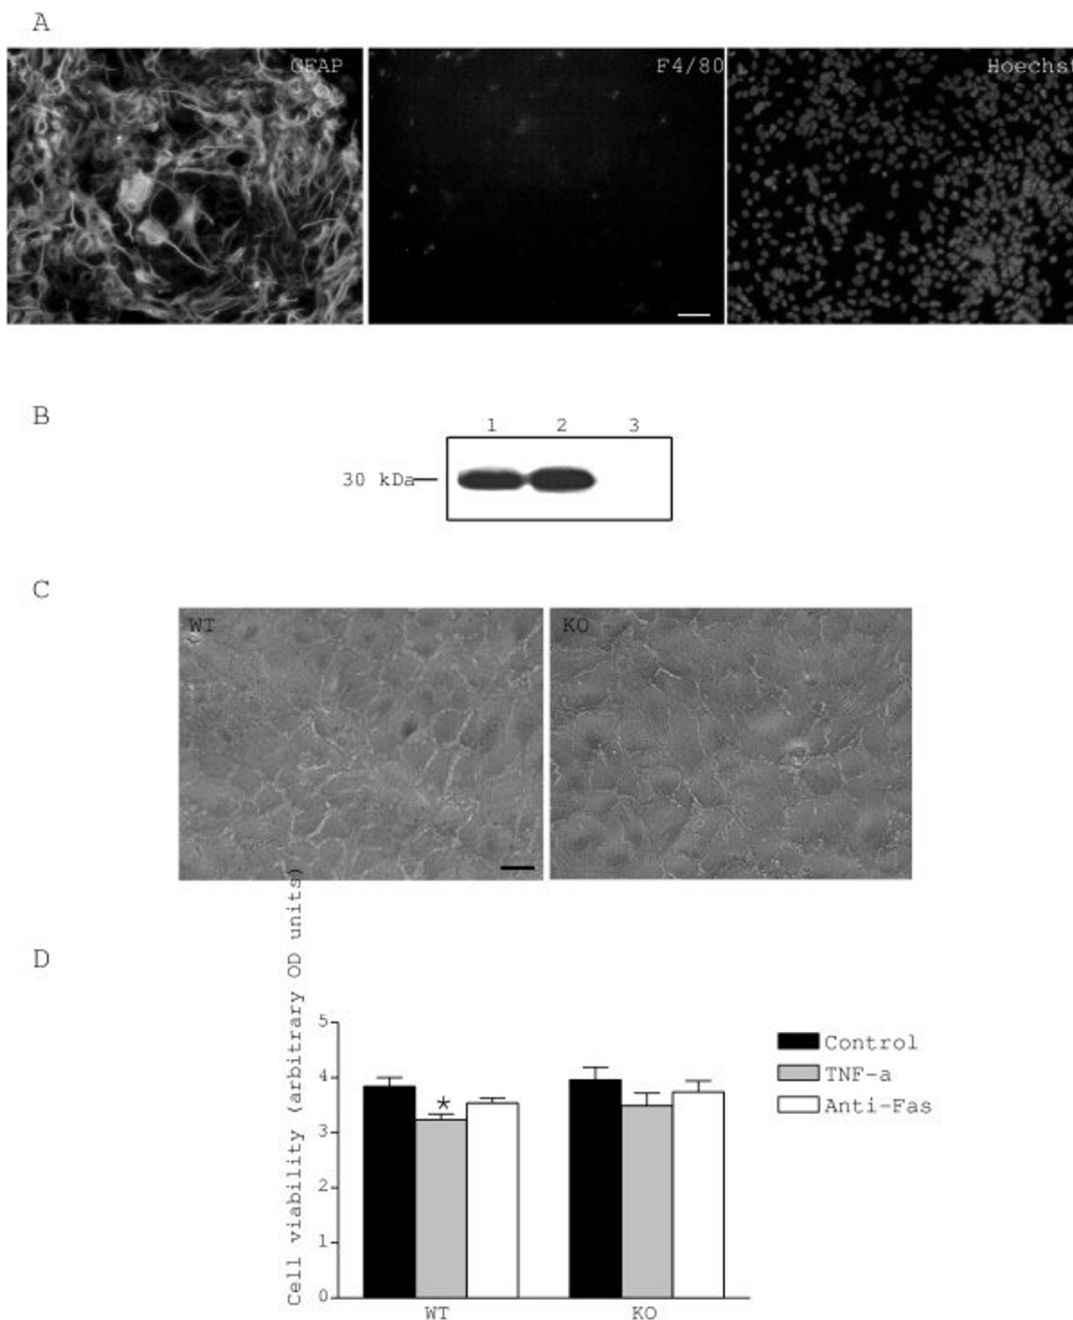 A
GFAP
F4/80
Hoechst
B
1 2 3
30 kDa
C
WT
KO
D
Cell viability (arbitrary OD units)
5
4
3
2
1
0
*
WT
KO
Control
TNF-a
Anti-Fas